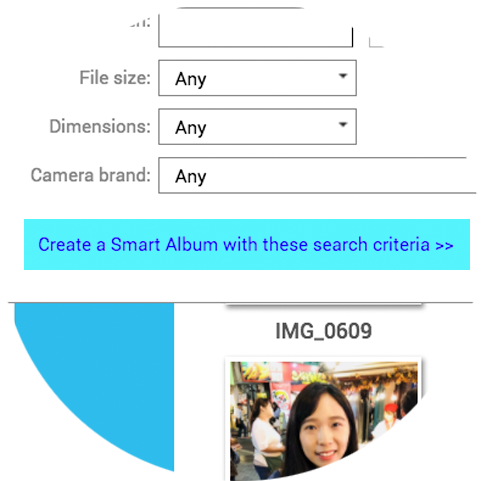 File size: Any
Dimensions: Any
Camera brand: Any
Create a Smart Album with these search criteria >>
IMG_0609